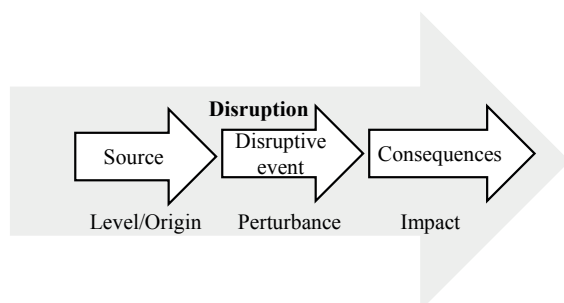 Disruption
Source
Disruptive
event
Consequences
Level/Origin
Perturbance
Impact